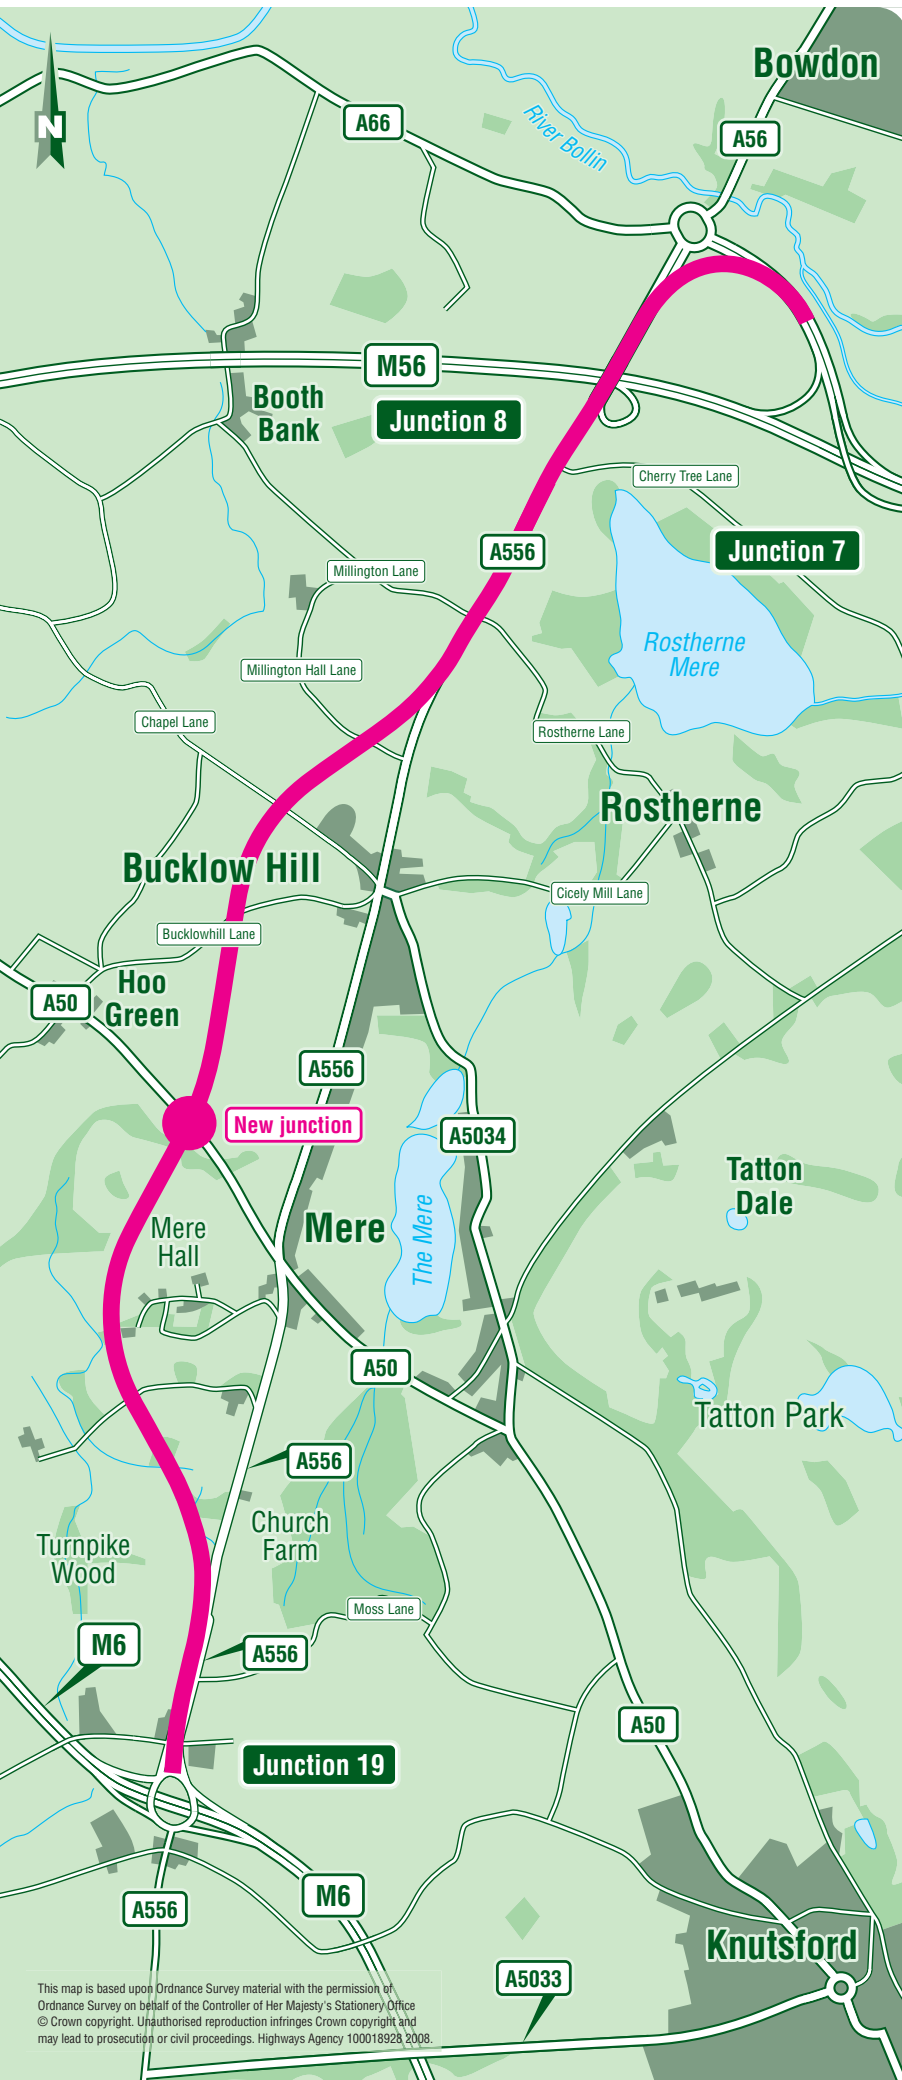 Bowdon
N
A66
River Bollin
A56
M56
Booth
Bank
Junction 8
Cherry Tree Lane
A556
Junction 7
Millington Lane
Rostherne
Mere
Millington Hall Lane
Chapel Lane
Rostherne Lane
Rostherne
Bucklow Hill
Cicely Mill Lane
Bucklowhill Lane
Hoo
Green
A50
A556
New junction
A5034
Tatton
Dale
Mere
Hall
Mere
The Mere
A50
Tatton Park
A556
Church
Farm
Turnpike
Wood
Moss Lane
M6
A556
A50
Junction 19
M6
A556
Knutsford
A5033
This map is based upon Ordnance Survey material with the permission of
Ordnance Survey on behalf of the Controller of Her Majesty's Stationery Office
© Crown copyright. Unauthorised reproduction infringes Crown copyright and
may lead to prosecution or civil proceedings. Highways Agency 100018928 2008.